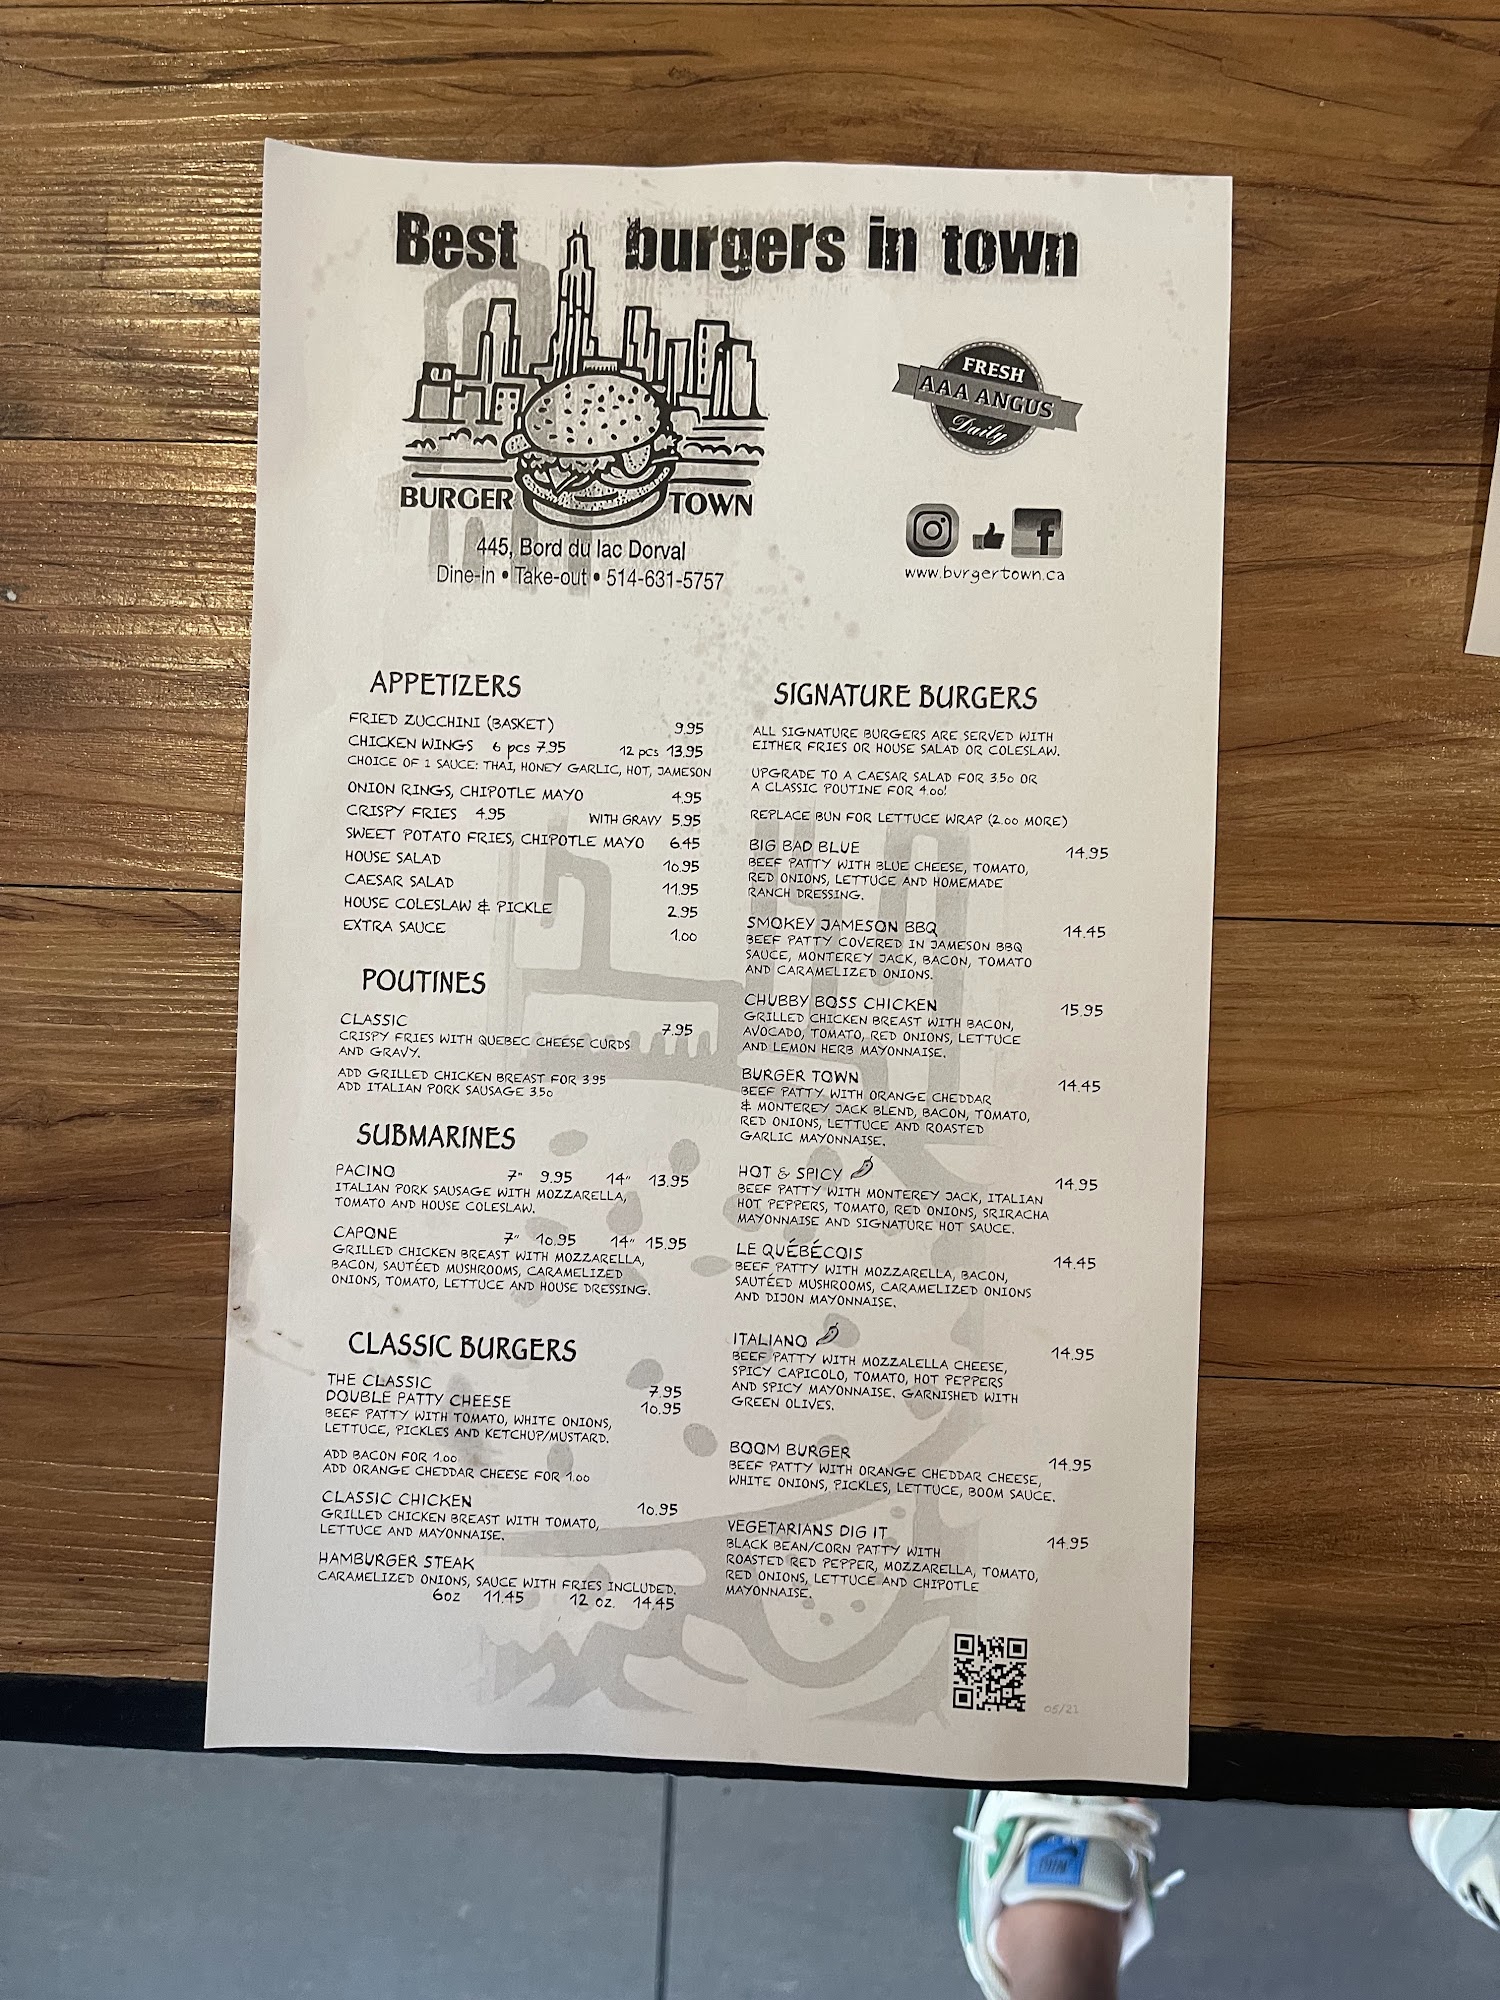 Best burgers in town
FRESH
AAA ANGUS
Daily
BURGER TOWN
445, Bord du lac Dorval
Dine-in • Take-out • 514-631-5757
www.burgertown.ca
APPETIZERS
FRIED ZUCCHINI (BASKET) 9.95
CHICKEN WINGS 6 pcs 7.95 12 pcs 13.95
CHOICE OF 1 SAUCE: THAI, HONEY GARLIC, HOT, JAMESON
ONION RINGS, CHIPOTLE MAYO 4.95
CRISPY FRIES 4.95 WITH GRAVY 5.95
SWEET POTATO FRIES, CHIPOTLE MAYO 6.45
HOUSE SALAD 10.95
CAESAR SALAD 11.95
HOUSE COLESLAW & PICKLE 2.95
EXTRA SAUCE 1.00
POUTINES
CLASSIC 7.95
CRISPY FRIES WITH QUEBEC CHEESE CURDS
AND GRAVY.
ADD GRILLED CHICKEN BREAST FOR 3.95
ADD ITALIAN PORK SAUSAGE 3.50
SUBMARINES
PACINO 7" 9.95 14" 13.95
ITALIAN PORK SAUSAGE WITH MOZZARELLA,
TOMATO AND HOUSE COLESLAW.
CAPONE 7" 10.95 14" 15.95
GRILLED CHICKEN BREAST WITH MOZZARELLA,
BACON, SAUTÉED MUSHROOMS, CARAMELIZED
ONIONS, TOMATO, LETTUCE AND HOUSE DRESSING.
CLASSIC BURGERS
THE CLASSIC 7.95
DOUBLE PATTY CHEESE 10.95
BEEF PATTY WITH TOMATO, WHITE ONIONS,
LETTUCE, PICKLES AND KETCHUP/MUSTARD.
ADD BACON FOR 1.00
ADD ORANGE CHEDDAR CHEESE FOR 1.00
CLASSIC CHICKEN 10.95
GRILLED CHICKEN BREAST WITH TOMATO,
LETTUCE AND MAYONNAISE.
HAMBURGER STEAK
CARAMELIZED ONIONS, SAUCE WITH FRIES INCLUDED.
6oz 11.45 12 oz. 14.45
SIGNATURE BURGERS
ALL SIGNATURE BURGERS ARE SERVED WITH
EITHER FRIES OR HOUSE SALAD OR COLESLAW.
UPGRADE TO A CAESAR SALAD FOR 3.50 OR
A CLASSIC POUTINE FOR 4.00!
REPLACE BUN FOR LETTUCE WRAP (2.00 MORE)
BIG BAD BLUE 14.95
BEEF PATTY WITH BLUE CHEESE, TOMATO,
RED ONIONS, LETTUCE AND HOMEMADE
RANCH DRESSING.
SMOKEY JAMESON BBQ 14.45
BEEF PATTY COVERED IN JAMESON BBQ
SAUCE, MONTEREY JACK, BACON, TOMATO
AND CARAMELIZED ONIONS.
CHUBBY BOSS CHICKEN 15.95
GRILLED CHICKEN BREAST WITH BACON,
AVOCADO, TOMATO, RED ONIONS, LETTUCE
AND LEMON HERB MAYONNAISE.
BURGER TOWN 14.45
BEEF PATTY WITH ORANGE CHEDDAR
& MONTEREY JACK BLEND, BACON, TOMATO,
RED ONIONS, LETTUCE AND ROASTED
GARLIC MAYONNAISE.
HOT & SPICY 14.95
BEEF PATTY WITH MONTEREY JACK, ITALIAN
HOT PEPPERS, TOMATO, RED ONIONS, SRIRACHA
MAYONNAISE AND SIGNATURE HOT SAUCE.
LE QUÉBÉCOIS 14.45
BEEF PATTY WITH MOZZARELLA, BACON,
SAUTÉED MUSHROOMS, CARAMELIZED ONIONS
AND DIJON MAYONNAISE.
ITALIANO 14.95
BEEF PATTY WITH MOZZALELLA CHEESE,
SPICY CAPICOLO, TOMATO, HOT PEPPERS
AND SPICY MAYONNAISE. GARNISHED WITH
GREEN OLIVES.
BOOM BURGER 14.95
BEEF PATTY WITH ORANGE CHEDDAR CHEESE,
WHITE ONIONS, PICKLES, LETTUCE, BOOM SAUCE.
VEGETARIANS DIG IT 14.95
BLACK BEAN/CORN PATTY WITH
ROASTED RED PEPPER, MOZZARELLA, TOMATO,
RED ONIONS, LETTUCE AND CHIPOTLE
MAYONNAISE.
05/21